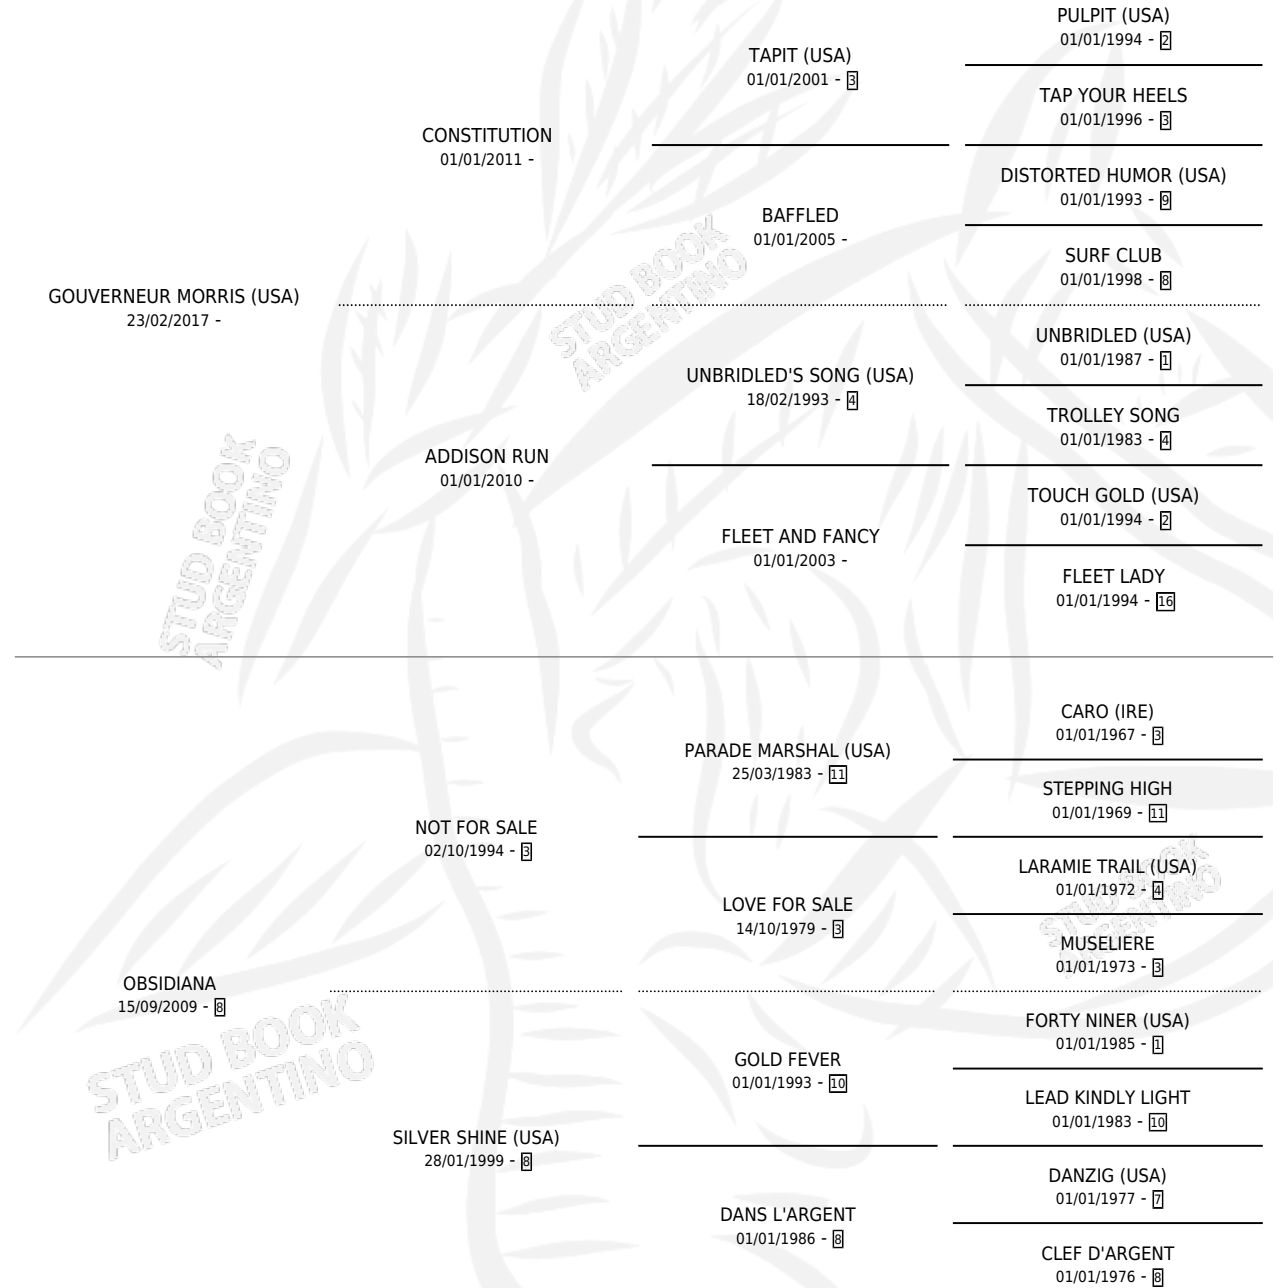 PULPIT (USA)
01/01/1994 - 2
TAPIT (USA)
01/01/2001 - 3
TAP YOUR HEELS
01/01/1996 - 3
CONSTITUTION
01/01/2011 -
DISTORTED HUMOR (USA)
01/01/1993 - 9
BAFFLED
01/01/2005 -
SURF CLUB
01/01/1998 - 8
GOUVERNEUR MORRIS (USA)
23/02/2017 -
UNBRIDLED (USA)
01/01/1987 - 1
UNBRIDLED'S SONG (USA)
18/02/1993 - 4
TROLLEY SONG
01/01/1983 - 4
ADDISON RUN
01/01/2010 -
TOUCH GOLD (USA)
01/01/1994 - 2
FLEET AND FANCY
01/01/2003 -
FLEET LADY
01/01/1994 - 16
CARO (IRE)
01/01/1967 - 3
PARADE MARSHAL (USA)
25/03/1983 - 11
STEPPING HIGH
01/01/1969 - 11
NOT FOR SALE
02/10/1994 - 3
LARAMIE TRAIL (USA)
01/01/1972 - 4
LOVE FOR SALE
14/10/1979 - 3
MUSELIERE
01/01/1973 - 3
OBSIDIANA
15/09/2009 - 8
FORTY NINER (USA)
01/01/1985 - 1
GOLD FEVER
01/01/1993 - 10
LEAD KINDLY LIGHT
01/01/1983 - 10
SILVER SHINE (USA)
28/01/1999 - 8
DANZIG (USA)
01/01/1977 - 7
DANS L'ARGENT
01/01/1986 - 8
CLEF D'ARGENT
01/01/1976 - 8
STUD BOOK
ARGENTINO
STUD BOOK
ARGENTINO
STUD BOOK
ARGENTINO
STUD BOOK
ARGENTINO